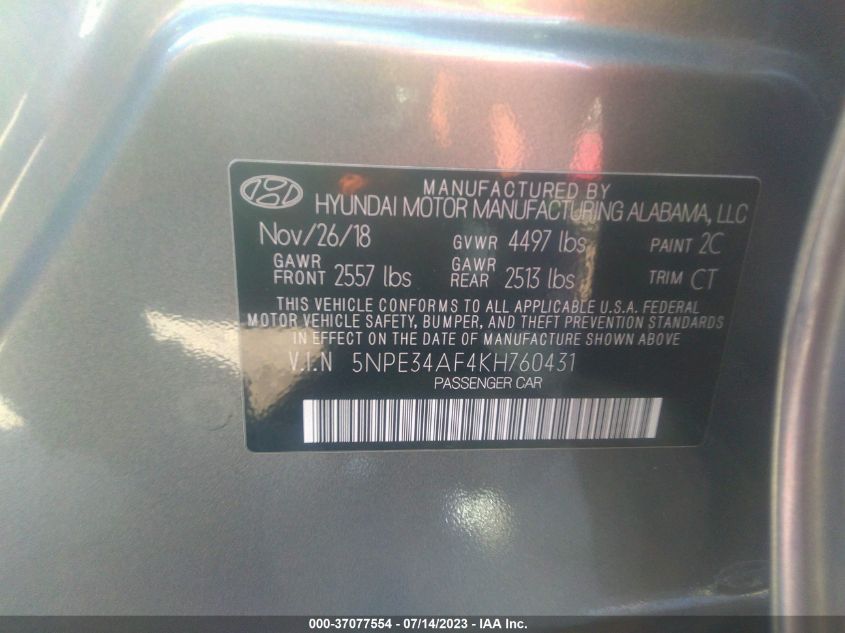 MANUFACTURED BY
HYUNDAI MOTOR MANUFACTURING ALABAMA, LLC
Nov/26/18 GVWR 4497 lbs PAINT 2C
GAWR FRONT 2557 lbs GAWR REAR 2513 lbs TRIM CT
THIS VEHICLE CONFORMS TO ALL APPLICABLE U.S.A. FEDERAL
MOTOR VEHICLE SAFETY, BUMPER, AND THEFT PREVENTION STANDARDS
IN EFFECT ON THE DATE OF MANUFACTURE SHOWN ABOVE
V.I.N 5NPE34AF4KH760431
PASSENGER CAR
000-37077554 - 07/14/2023 - IAA Inc.